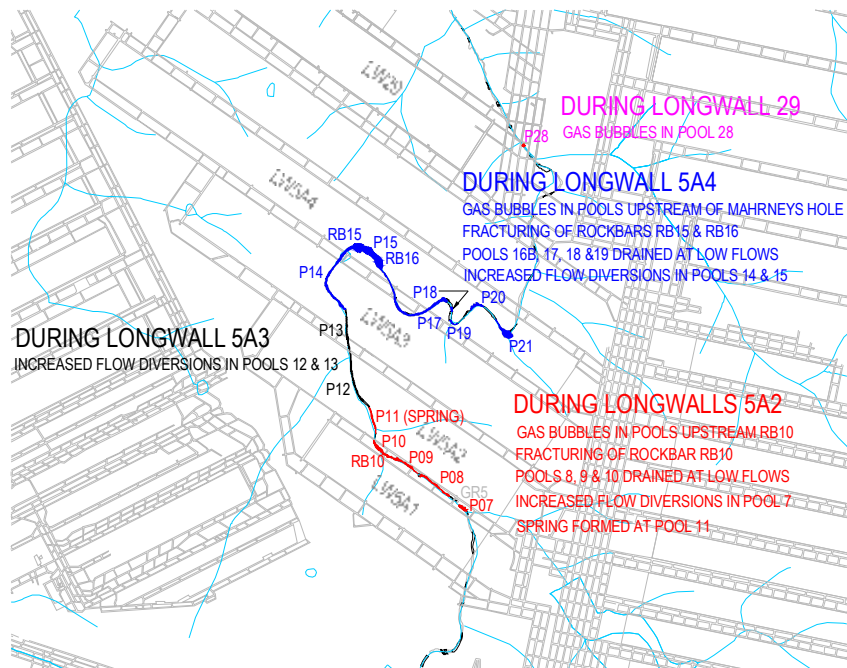 LW20
DURING LONGWALL 29
GAS BUBBLES IN POOL 28
P28
LW5A4
DURING LONGWALL 5A4
GAS BUBBLES IN POOLS UPSTREAM OF MAHRNEYS HOLE
FRACTURING OF ROCKBARS RB15 & RB16
POOLS 16B, 17, 18 &19 DRAINED AT LOW FLOWS
INCREASED FLOW DIVERSIONS IN POOLS 14 & 15
RB15
P15
RB16
P14
P18
P20
P17
P19
P21
P13
LW5A3
DURING LONGWALL 5A3
INCREASED FLOW DIVERSIONS IN POOLS 12 & 13
P12
P11 (SPRING)
P10
LW5A2
RB10
P09
P08
LW5A1
GR5
P07
DURING LONGWALLS 5A2
GAS BUBBLES IN POOLS UPSTREAM RB10
FRACTURING OF ROCKBAR RB10
POOLS 8, 9 & 10 DRAINED AT LOW FLOWS
INCREASED FLOW DIVERSIONS IN POOL 7
SPRING FORMED AT POOL 11